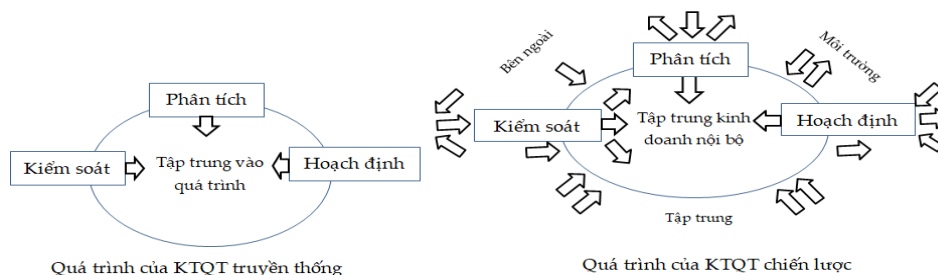 Phân tích
Kiểm soát
Tập trung vào
quá trình
Hoạch định
Quá trình của KTQT truyền thống
Bên ngoài
Môi trường
Phân tích
Kiểm soát
Tập trung kinh
doanh nội bộ
Hoạch định
Tập trung
Quá trình của KTQT chiến lược